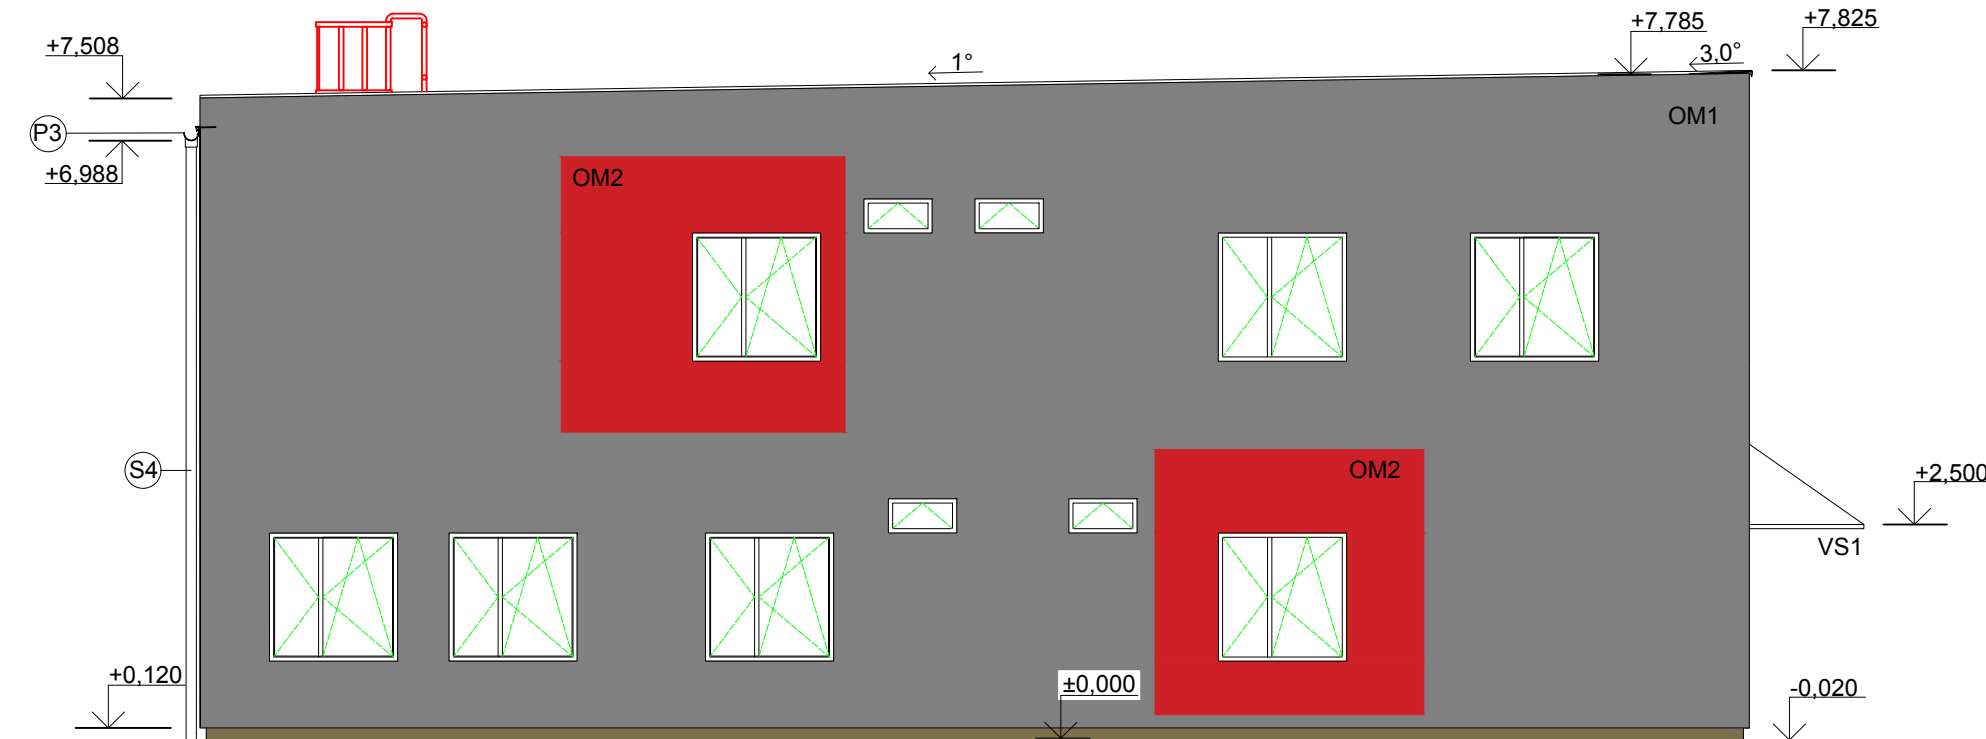 +7,508
1°
+7,785
3,0°
+7,825
P3
OM1
+6,988
OM2
S4
OM2
+2,500
VS1
+0,120
±0,000
-0,020